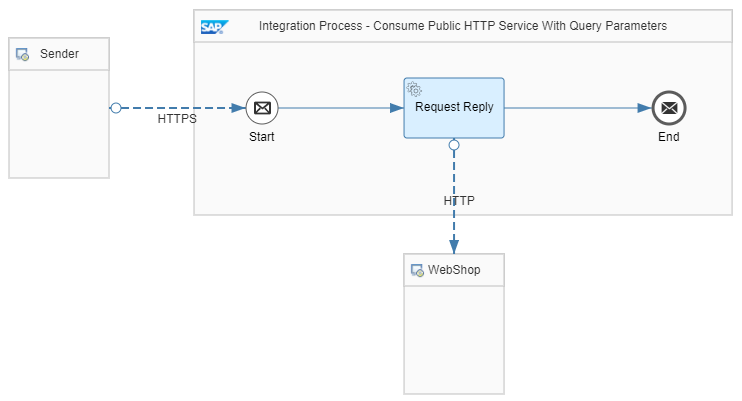 Integration Process - Consume Public HTTP Service With Query Parameters
SAP
Sender
Request Reply
HTTPS
Start
End
HTTP
WebShop